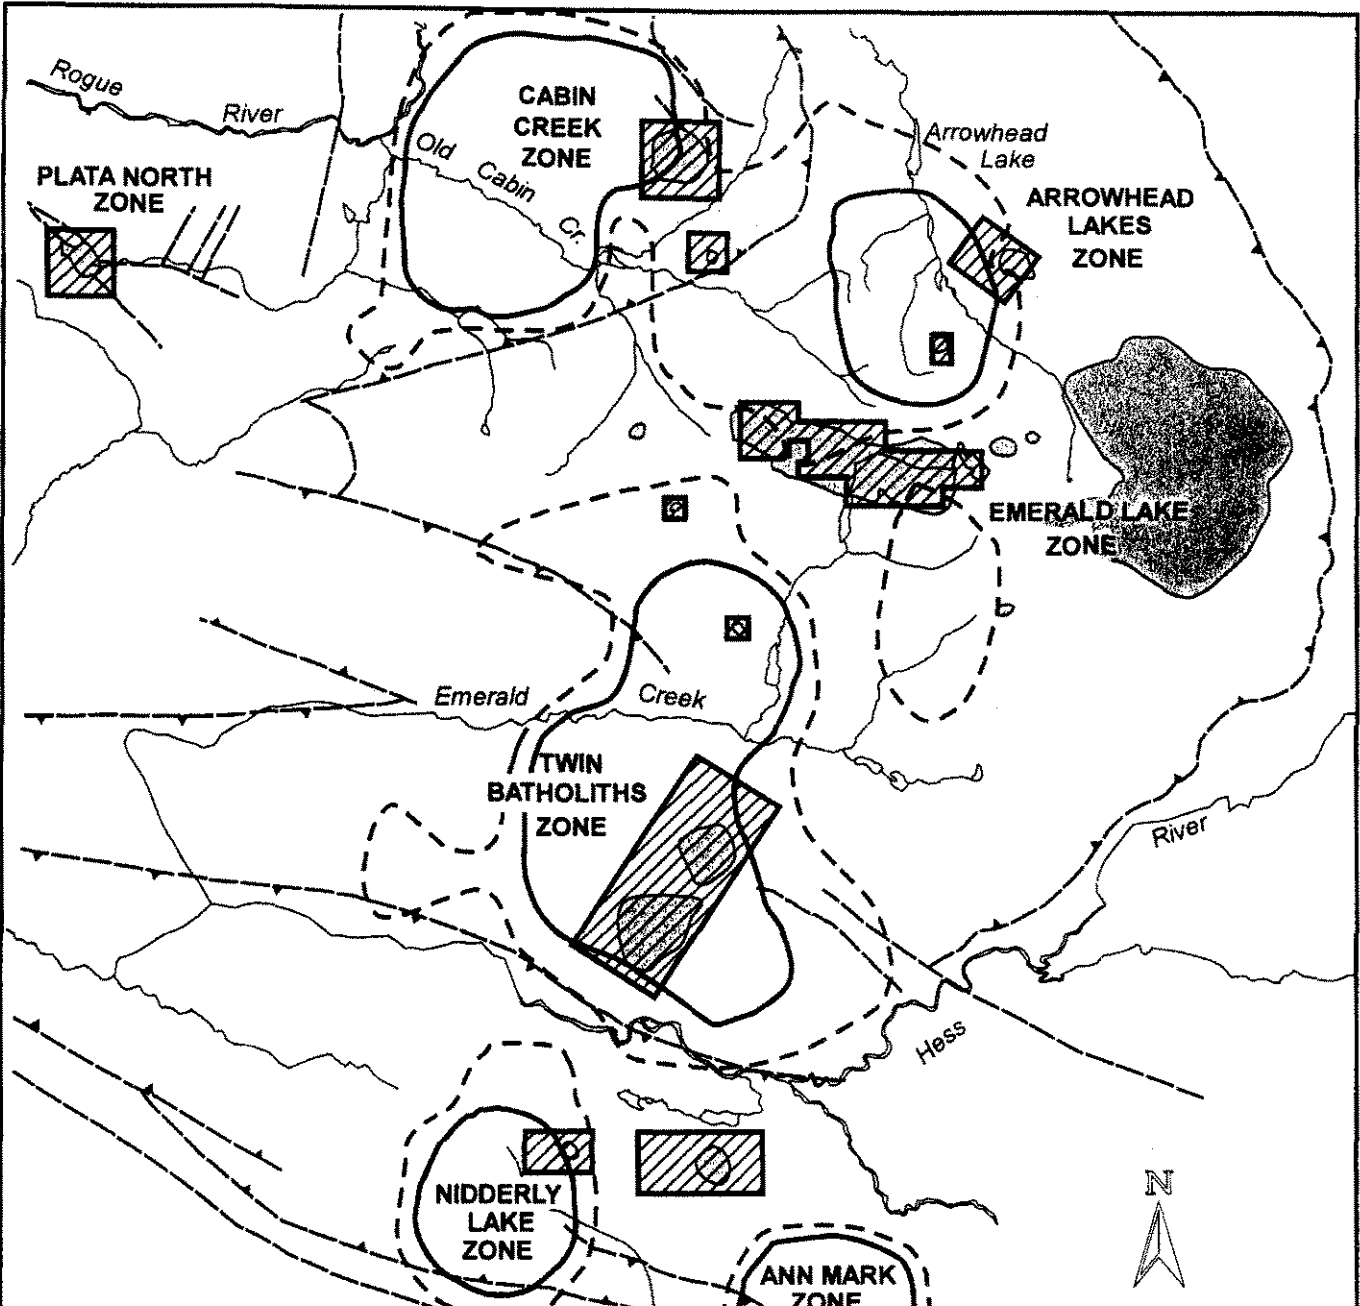 Rogue
River
CABIN
CREEK
ZONE
Old
Cabin
Cr.
Arrowhead
Lake
PLATA NORTH
ZONE
ARROWHEAD
LAKES
ZONE
EMERALD LAKE
ZONE
Emerald
Creek
TWIN
BATHOLITHS
ZONE
River
Hess
NIDDERLY
LAKE
ZONE
N
ANN MARK
ZONE